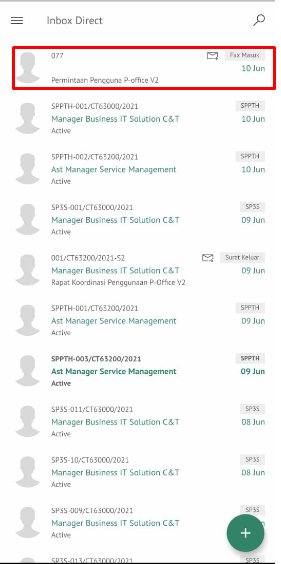 Inbox Direct
077
Fax Masuk
10 Jun
Permintaan Pengguna P-office V2
SPPTH-001/CT63000/2021
SPPTH
Manager Business IT Solution C&T
10 Jun
Active
SPPTH-002/CT63200/2021
SPPTH
Ast Manager Service Management
10 Jun
Active
SP3S-001/CT63000/2021
SP3S
Manager Business IT Solution C&T
09 Jun
Active
001/CT63200/2021-S2
Surat Keluar
Manager Business IT Solution C&T
09 Jun
Rapat Koordinasi Penggunaan P-Office V2
SPPTH-001/CT63200/2021
SPPTH
Ast Manager Service Management
09 Jun
Active
SPPTH-003/CT63200/2021
SPPTH
Ast Manager Service Management
09 Jun
Active
SP3S-011/CT63000/2021
SP3S
Manager Business IT Solution C&T
08 Jun
Active
SP3S-10/CT63000/2021
SP3S
Manager Business IT Solution C&T
08 Jun
Active
SP3S-009/CT63000/2021
SP3S
Manager Business IT Solution C&T
08 Jun
Active
SP3S-013/CT63000/2021
SP3S